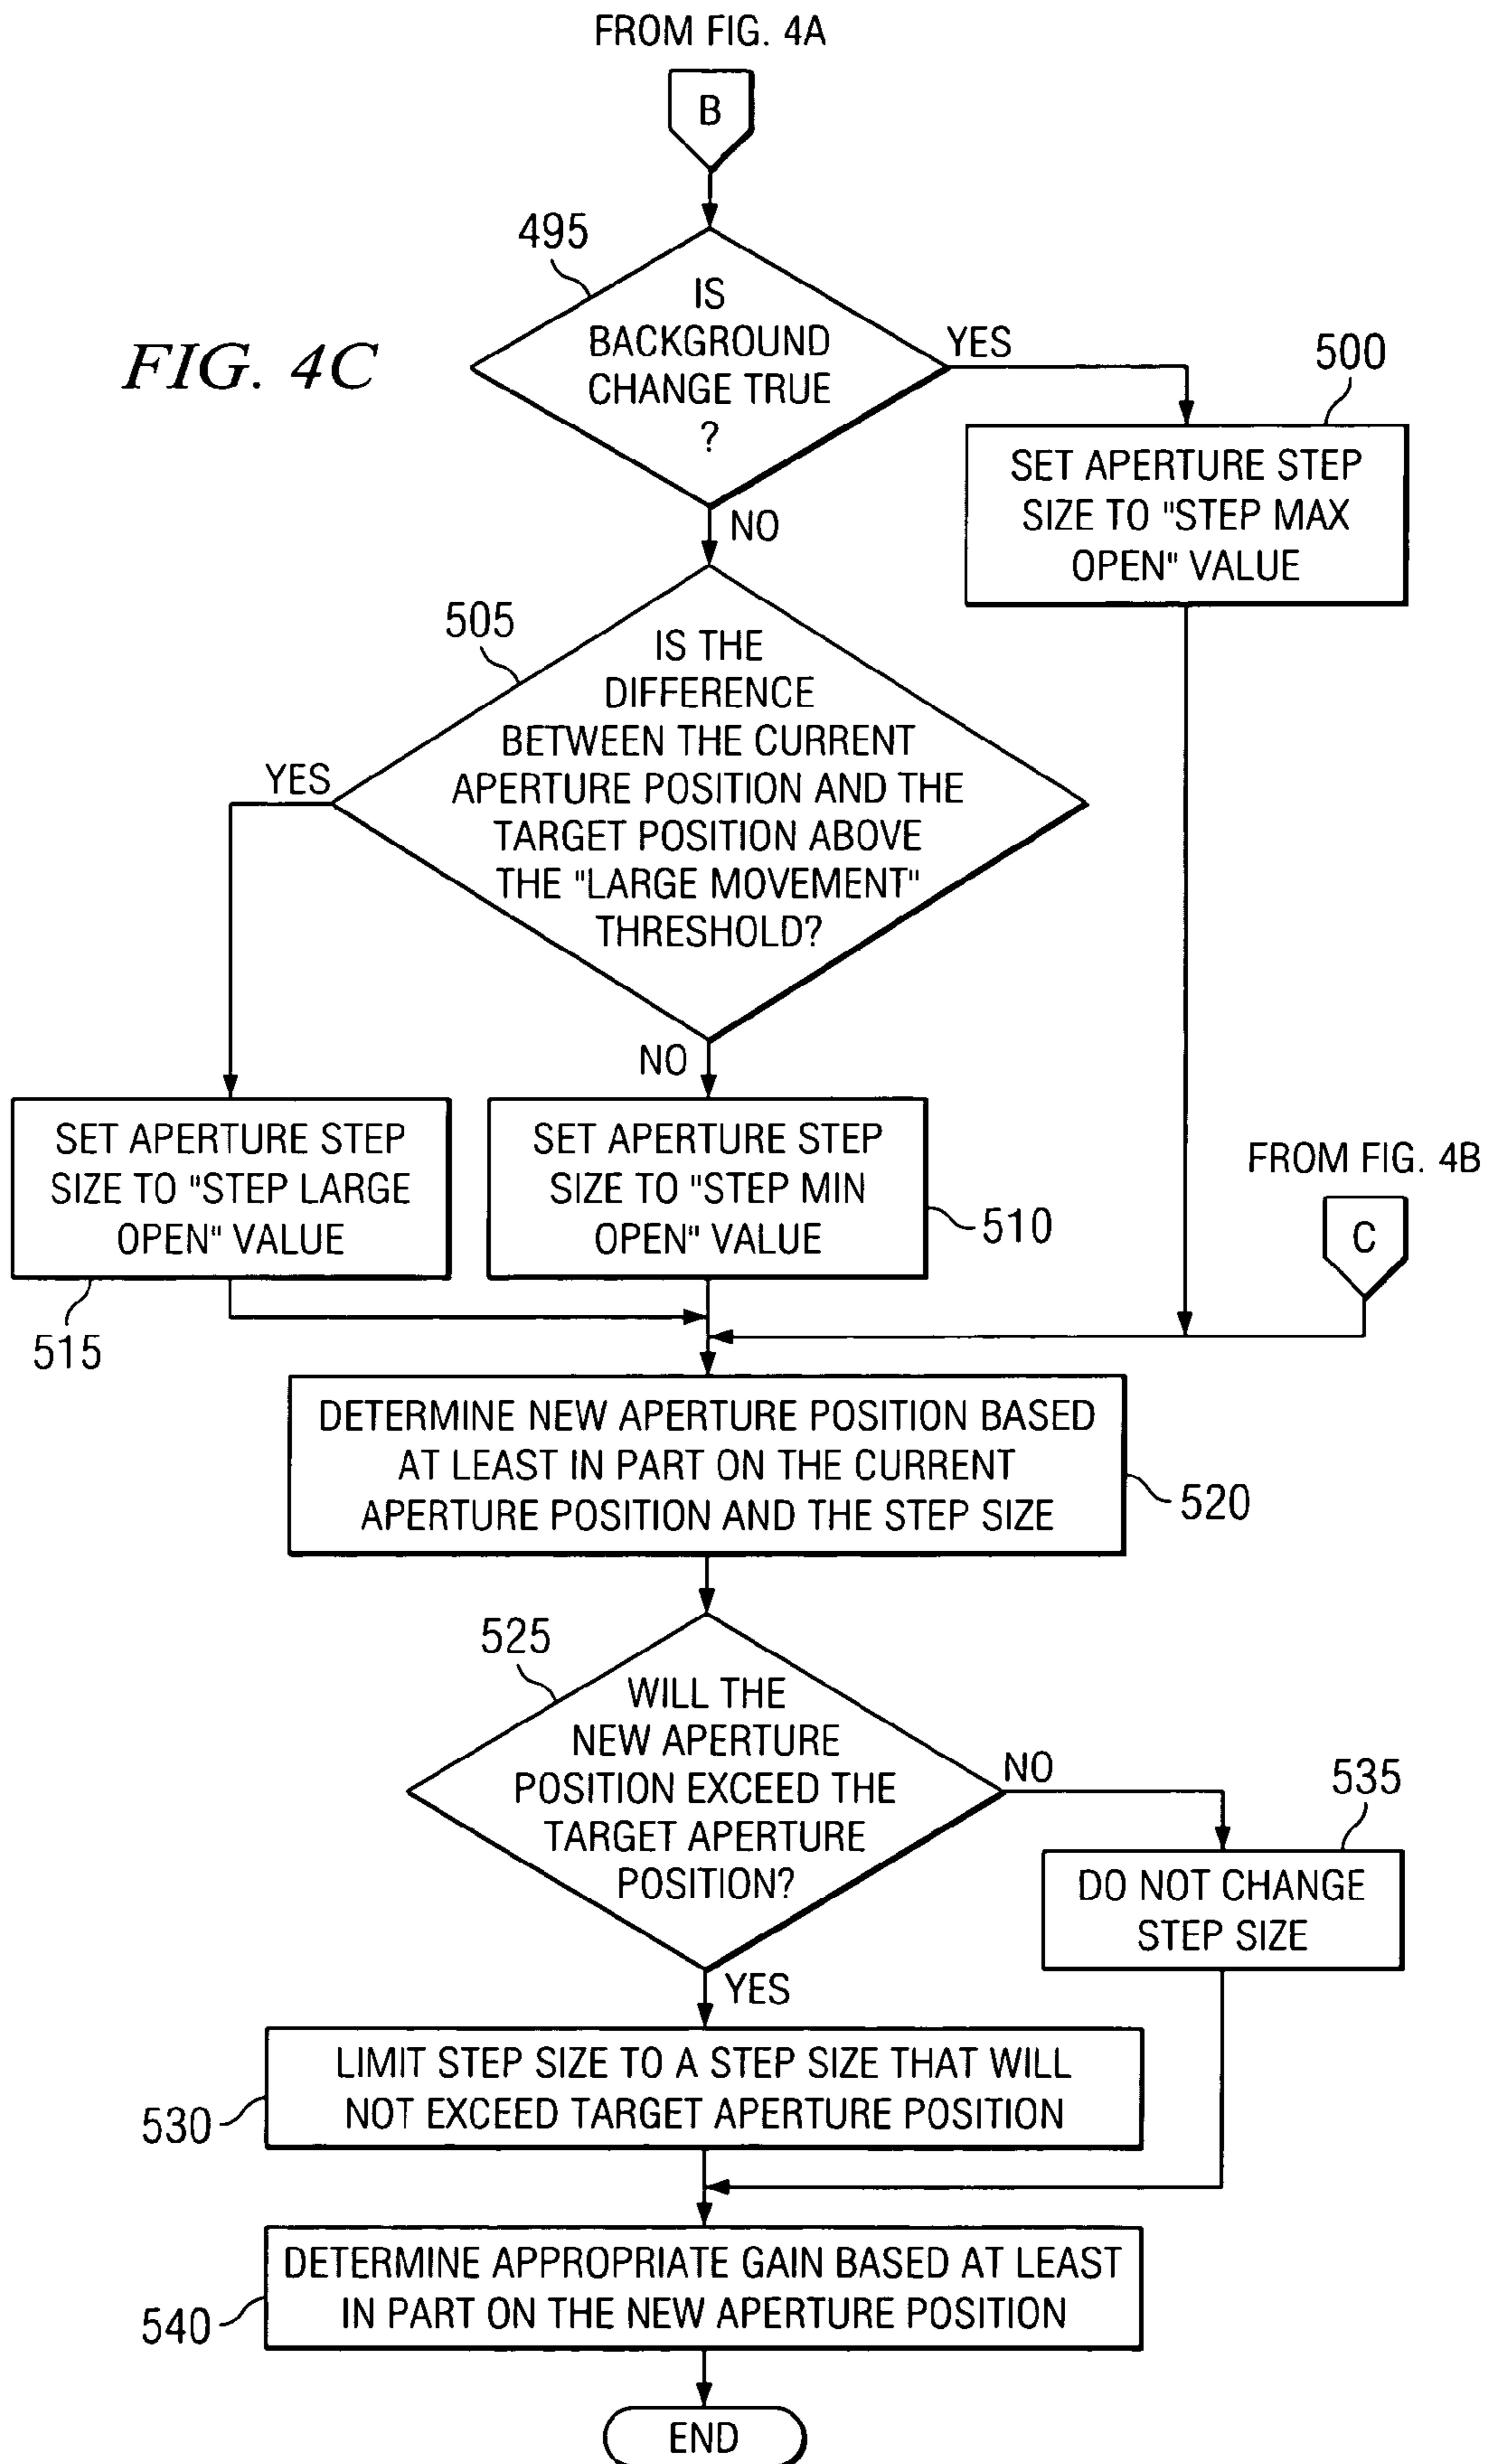 FROM FIG. 4A
B
495
IS
BACKGROUND
CHANGE TRUE
?
YES
NO
FIG. 4C
500
SET APERTURE STEP
SIZE TO "STEP MAX
OPEN" VALUE
505
IS THE
DIFFERENCE
BETWEEN THE CURRENT
APERTURE POSITION AND THE
TARGET POSITION ABOVE
THE "LARGE MOVEMENT"
THRESHOLD?
YES
NO
SET APERTURE STEP
SIZE TO "STEP LARGE
OPEN" VALUE
515
SET APERTURE STEP
SIZE TO "STEP MIN
OPEN" VALUE
510
FROM FIG. 4B
C
DETERMINE NEW APERTURE POSITION BASED
AT LEAST IN PART ON THE CURRENT
APERTURE POSITION AND THE STEP SIZE
520
525
WILL THE
NEW APERTURE
POSITION EXCEED THE
TARGET APERTURE
POSITION?
NO
535
DO NOT CHANGE
STEP SIZE
YES
LIMIT STEP SIZE TO A STEP SIZE THAT WILL
NOT EXCEED TARGET APERTURE POSITION
530
DETERMINE APPROPRIATE GAIN BASED AT LEAST
IN PART ON THE NEW APERTURE POSITION
540
END